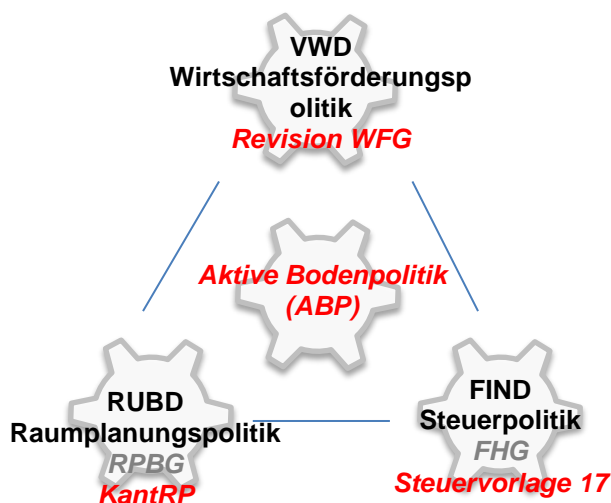 VWD
Wirtschaftsförderungsp
olitik
Revision WFG
Aktive Bodenpolitik
(ABP)
RUBD
Raumplanungspolitik
RPBG
KantRP
FIND
Steuerpolitik
FHG
Steuervorlage 17